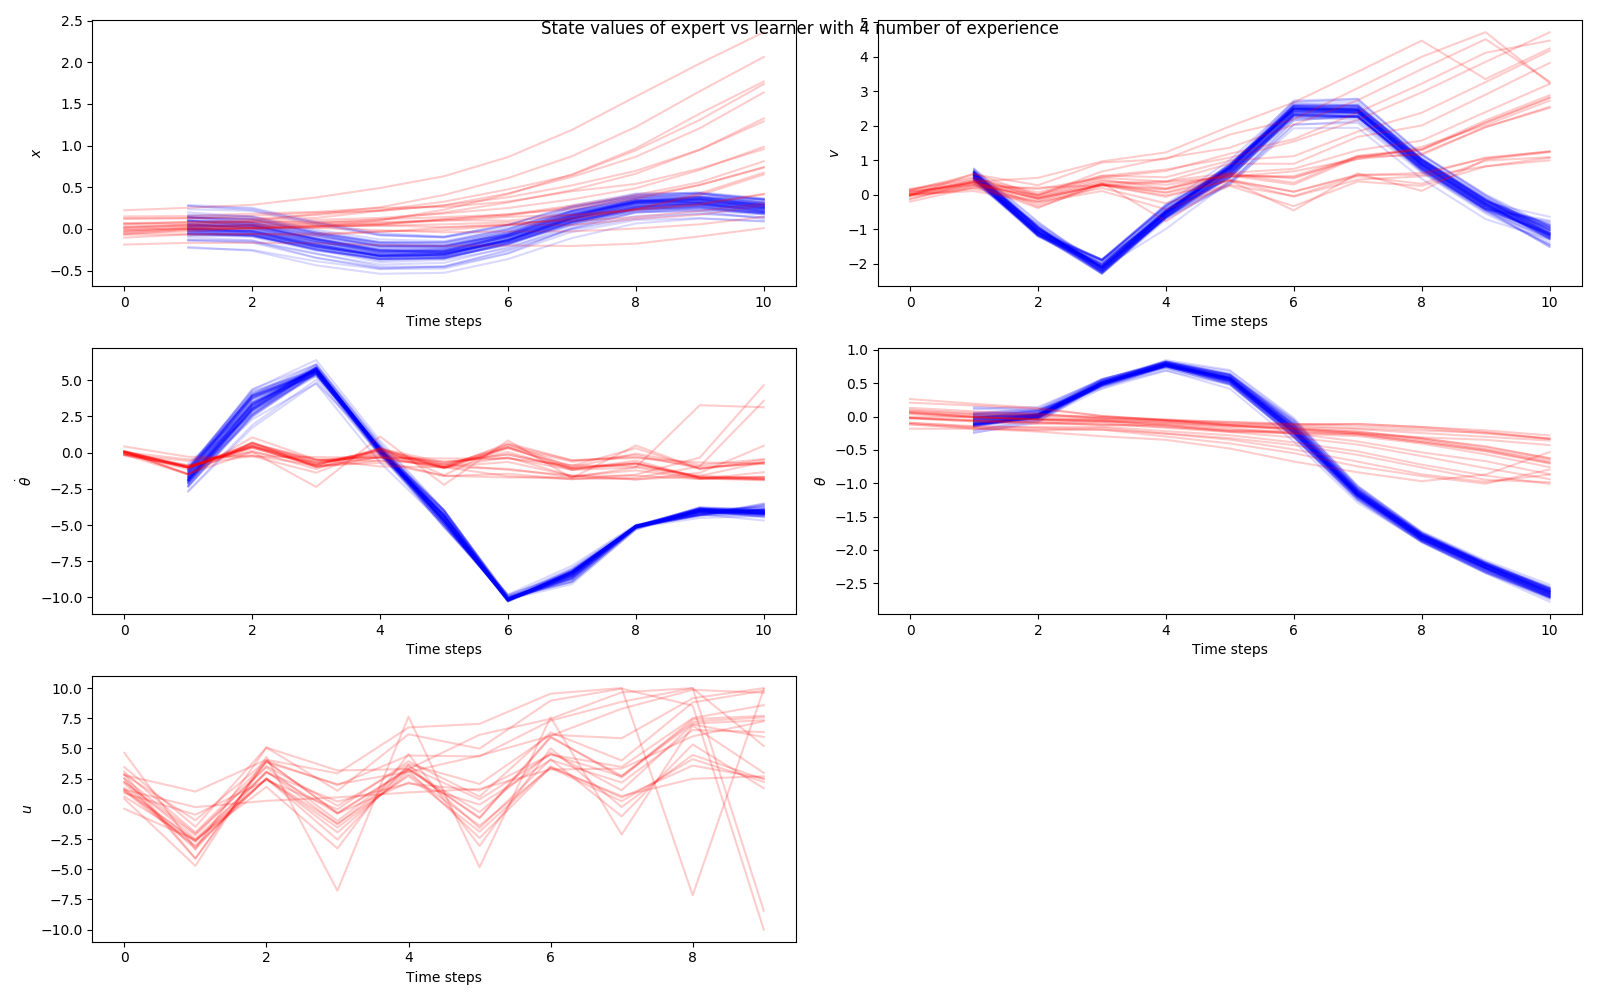 State values of expert vs learner with 4 number of experience
2.5
2.0
1.5
1.0
0.5
0.0
−0.5
x
0 2 4 6 8 10
Time steps
5
4
3
2
1
0
−1
−2
v
0 2 4 6 8 10
Time steps
5.0
2.5
0.0
−2.5
−5.0
−7.5
−10.0
θ̇
0 2 4 6 8 10
Time steps
1.0
0.5
0.0
−0.5
−1.0
−1.5
−2.0
−2.5
θ
0 2 4 6 8 10
Time steps
10.0
7.5
5.0
2.5
0.0
−2.5
−5.0
−7.5
−10.0
u
0 2 4 6 8
Time steps